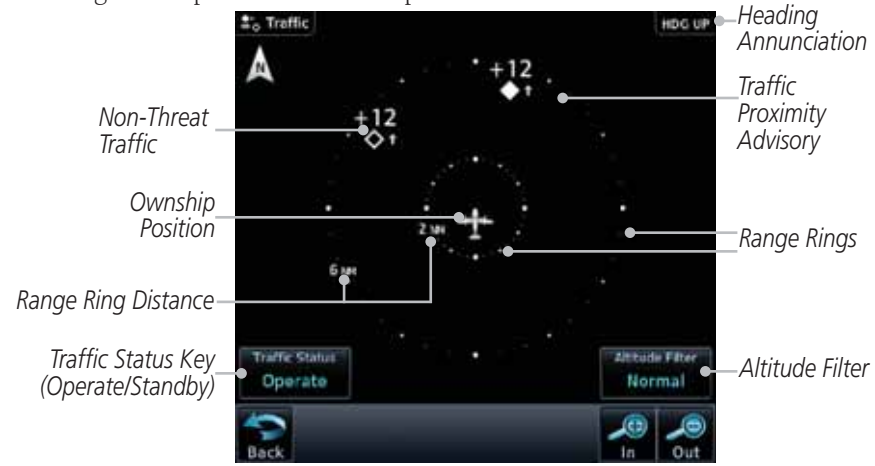 Traffic
HDG UP
Heading
Annunciation
N
+12
Traffic
Proximity
Advisory
Non-Threat
Traffic
+12
Ownship
Position
2 NM
Range Rings
6 NM
Range Ring Distance
Traffic Status Key
(Operate/Standby)
Traffic Status
Operate
Altitude Filter
Normal
Altitude Filter
Back
In
Out